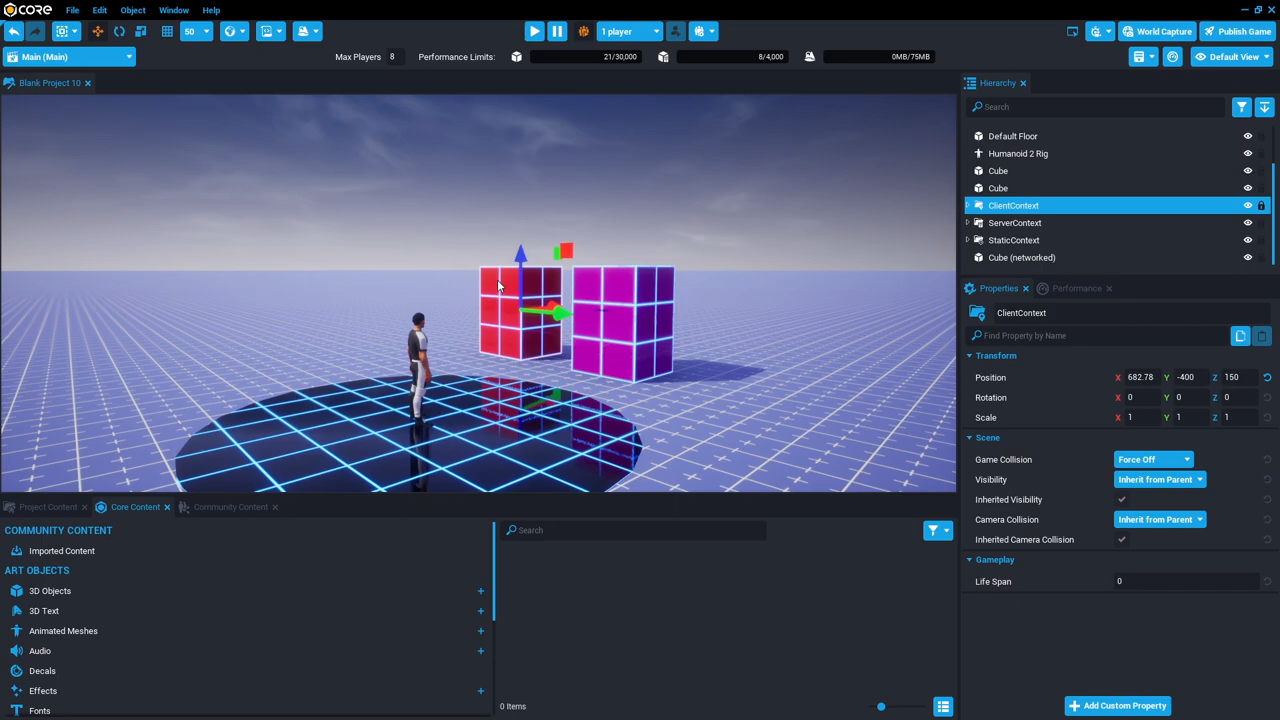 CORE File Edit Object Window Help
50 1 player World Capture Publish Game
Main (Main) Max Players 8 Performance Limits: 21/30,000 8/4,000 0MB/75MB Default View
Blank Project 10
Hierarchy
Search
Default Floor
Humanoid 2 Rig
Cube
Cube
ClientContext
ServerContext
StaticContext
Cube (networked)
Properties Performance
ClientContext
Find Property by Name
Transform
Position X 682.78 Y -400 Z 150
Rotation X 0 Y 0 Z 0
Scale X 1 Y 1 Z 1
Scene
Game Collision Force Off
Visibility Inherit from Parent
Inherited Visibility
Camera Collision Inherit from Parent
Inherited Camera Collision
Gameplay
Life Span 0
Add Custom Property
Project Content Core Content Community Content
COMMUNITY CONTENT
Imported Content
ART OBJECTS
3D Objects
3D Text
Animated Meshes
Audio
Decals
Effects
Fonts
Search
0 Items